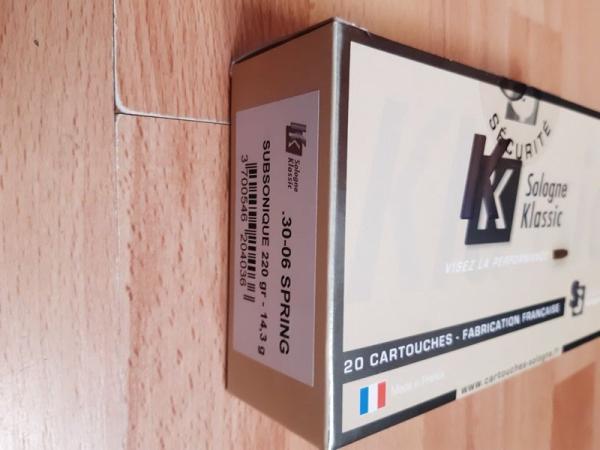 Sologne
Klassic
.30-06 SPRING
SUBSONIQUE 220 gr - 14,3 g
3 700546 204036
SÉCURITÉ
Sologne
Klassic
VISEZ LA PERFORMANCE
20 CARTOUCHES - FABRICATION FRANÇAISE
Made in France
www.cartouches-sologne.fr